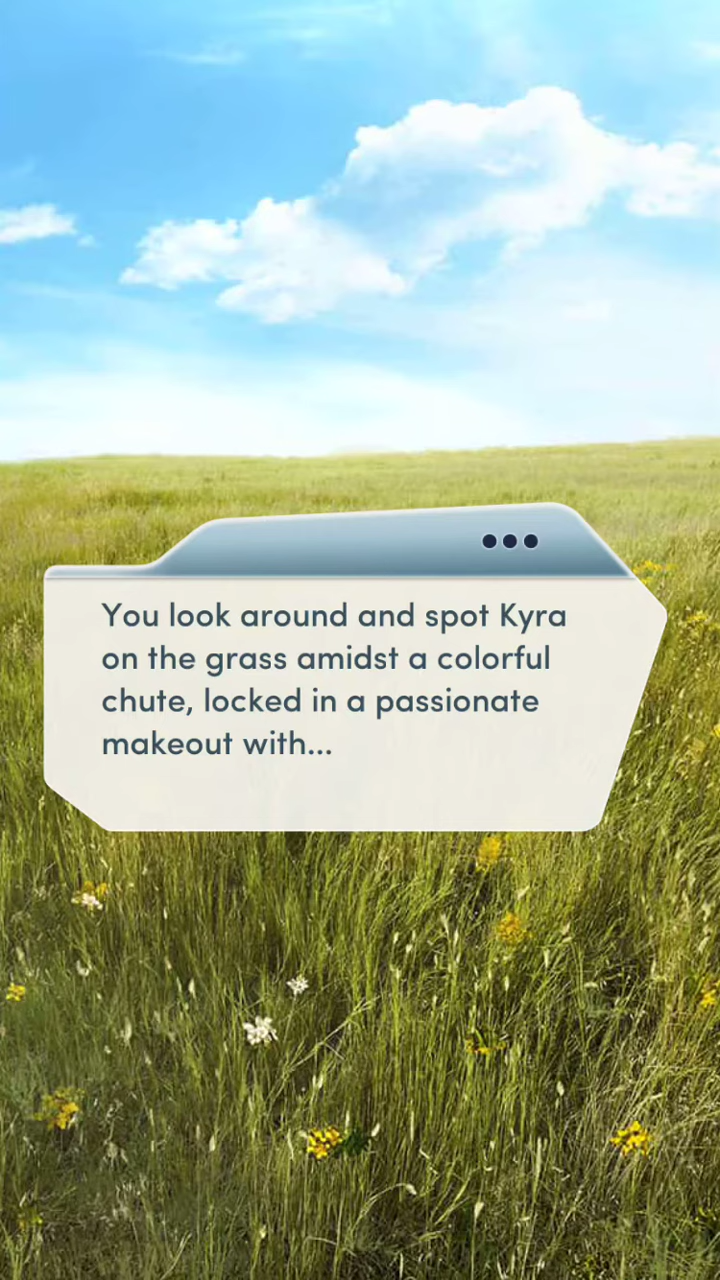 You look around and spot Kyra
on the grass amidst a colorful
chute, locked in a passionate
makeout with...